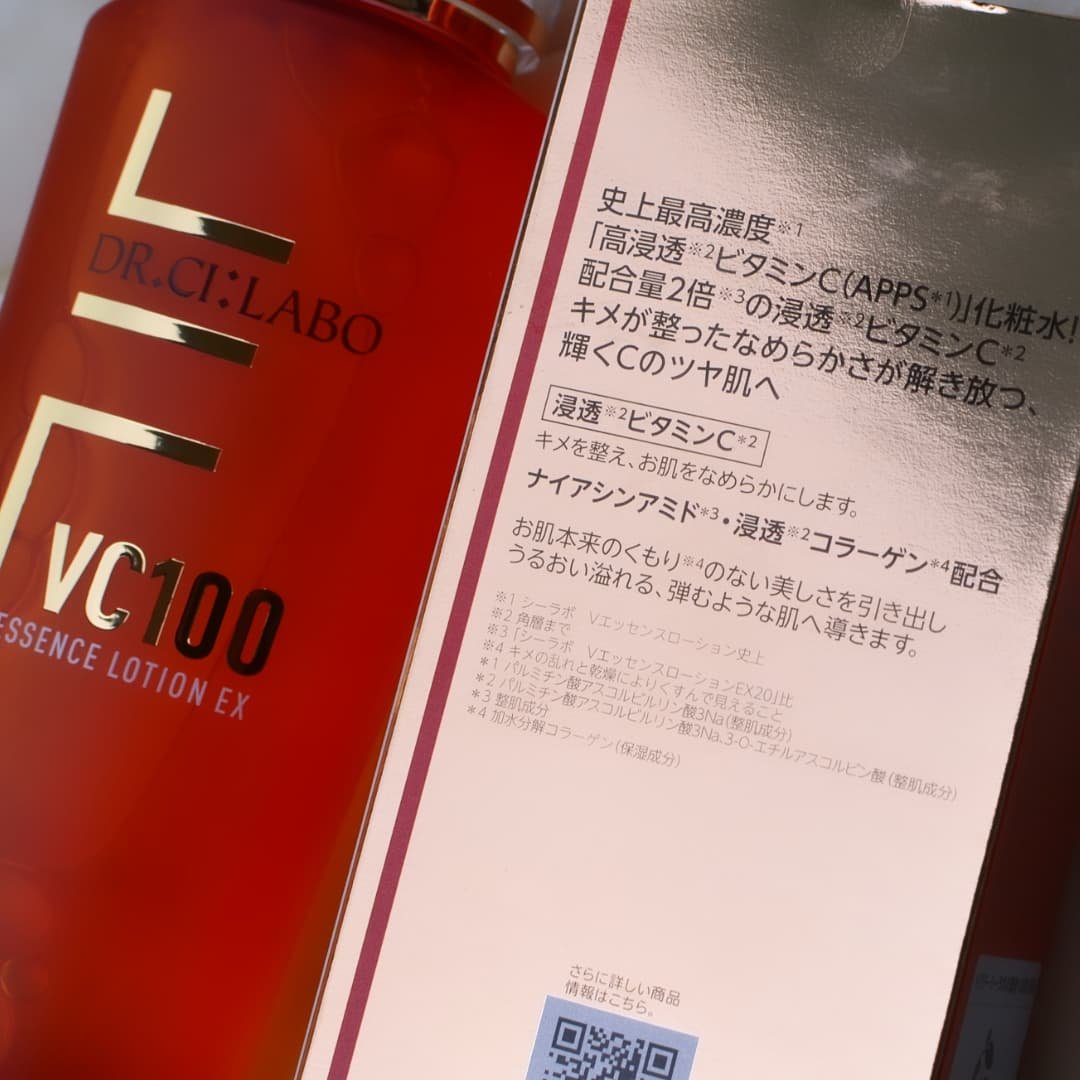 DR.CI:LABO
VC100
ESSENCE LOTION EX
史上最高濃度※1
「高浸透※2ビタミンC(APPS＊1)」化粧水!
配合量2倍※3の浸透※2ビタミンC＊2
キメが整ったなめらかさが解き放つ、
輝くCのツヤ肌へ
浸透※2ビタミンC＊2
キメを整え、お肌をなめらかにします。
ナイアシンアミド＊3・浸透※2コラーゲン＊4配合
お肌本来のくもり※4のない美しさを引き出し
うるおい溢れる、弾むような肌へ導きます。
※1 シーラボ Vエッセンスローション史上
※2 角層まで
※3 「シーラボ VエッセンスローションEX20」比
※4 キメの乱れと乾燥によりくすんで見えること
＊1 パルミチン酸アスコルビルリン酸3Na(整肌成分)
＊2 パルミチン酸アスコルビルリン酸3Na、3-O-エチルアスコルビン酸(整肌成分)
＊3 整肌成分
＊4 加水分解コラーゲン(保湿成分)
さらに詳しい商品
情報はこちら。